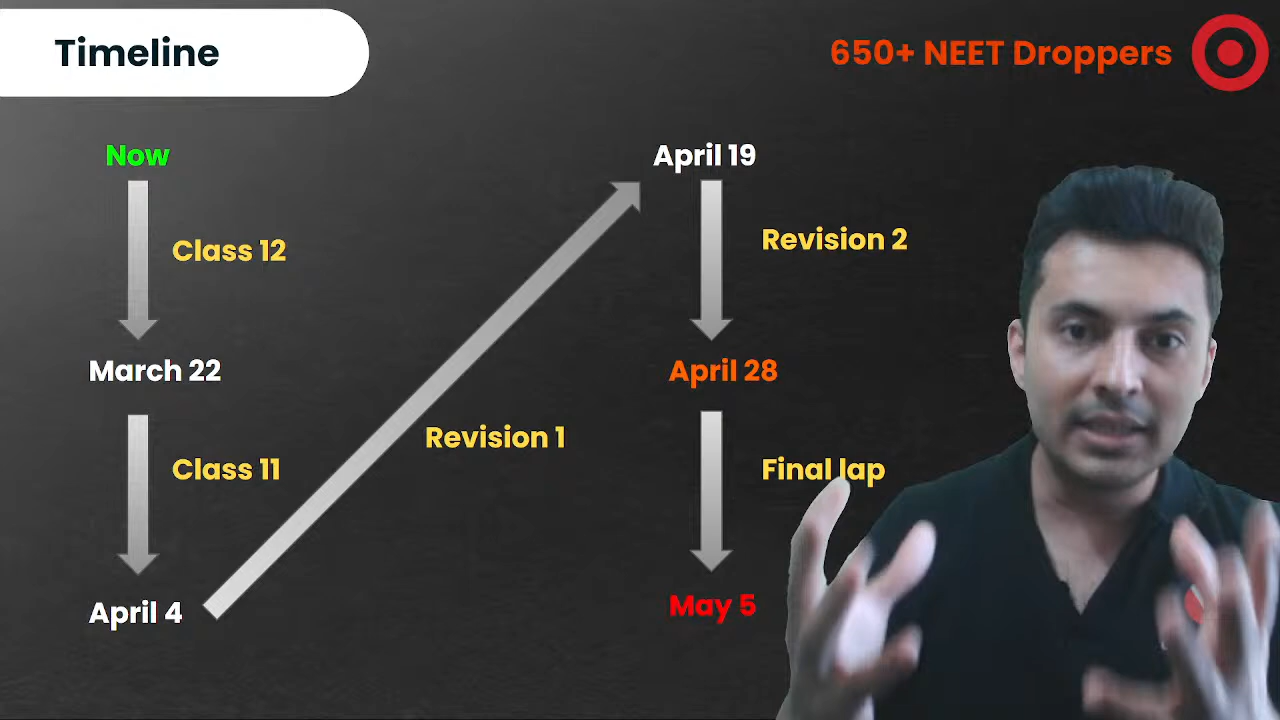 Timeline
650+ NEET Droppers
Now
Class 12
March 22
Class 11
April 4
Revision 1
April 19
Revision 2
April 28
Final lap
May 5